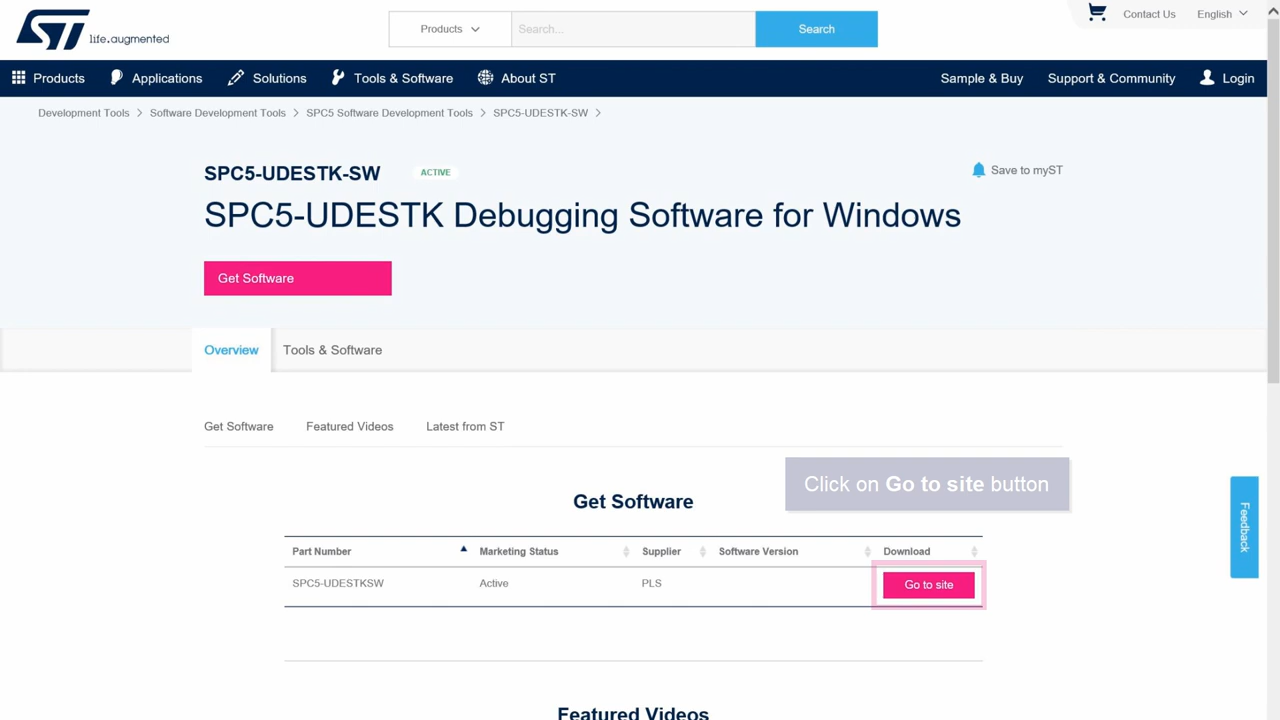 ST life.augmented
Products
Search...
Search
Contact Us
English
Products
Applications
Solutions
Tools & Software
About ST
Sample & Buy
Support & Community
Login
Development Tools
Software Development Tools
SPC5 Software Development Tools
SPC5-UDESTK-SW
SPC5-UDESTK-SW
ACTIVE
Save to myST
SPC5-UDESTK Debugging Software for Windows
Get Software
Overview
Tools & Software
Get Software
Featured Videos
Latest from ST
Click on Go to site button
Get Software
Feedback
Part Number
Marketing Status
Supplier
Software Version
Download
SPC5-UDESTKSW
Active
PLS
Go to site
Featured Videos